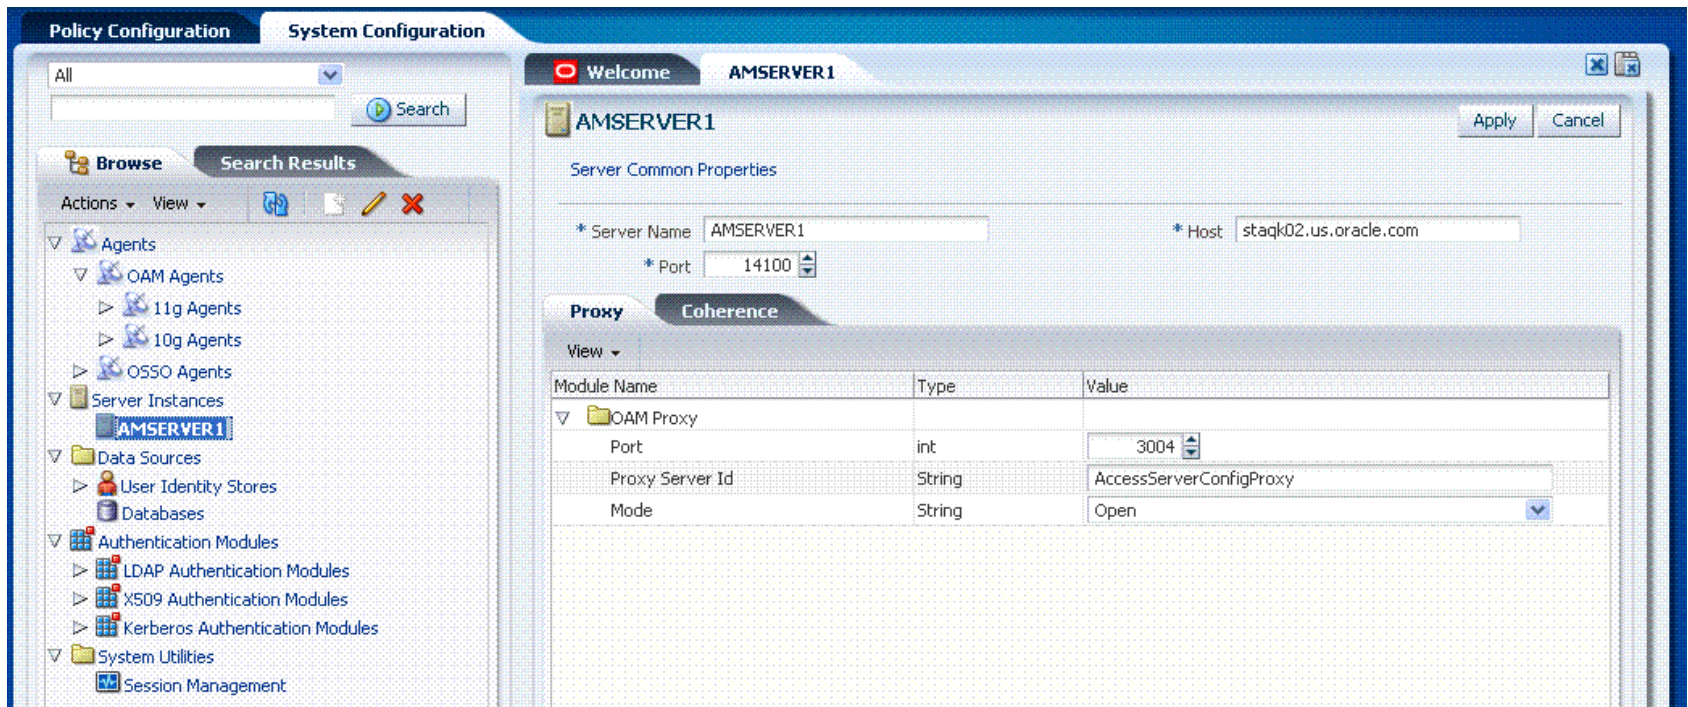 Policy Configuration
System Configuration
All
Search
Browse
Search Results
Actions
View
Agents
OAM Agents
11g Agents
10g Agents
OSSO Agents
Server Instances
AMSERVER1
Data Sources
User Identity Stores
Databases
Authentication Modules
LDAP Authentication Modules
X509 Authentication Modules
Kerberos Authentication Modules
System Utilities
Session Management
Welcome
AMSERVER1
AMSERVER1
Apply
Cancel
Server Common Properties
* Server Name AMSERVER1
* Host staqk02.us.oracle.com
* Port 14100
Proxy
Coherence
View
Module Name Type Value
OAM Proxy
Port int 3004
Proxy Server Id String AccessServerConfigProxy
Mode String Open